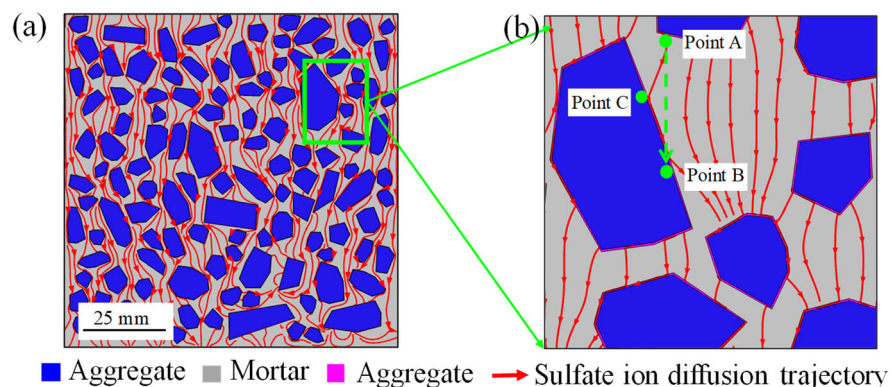 (a)
(b)
Point A
Point C
Point B
25 mm
Aggregate Mortar Aggregate Sulfate ion diffusion trajectory